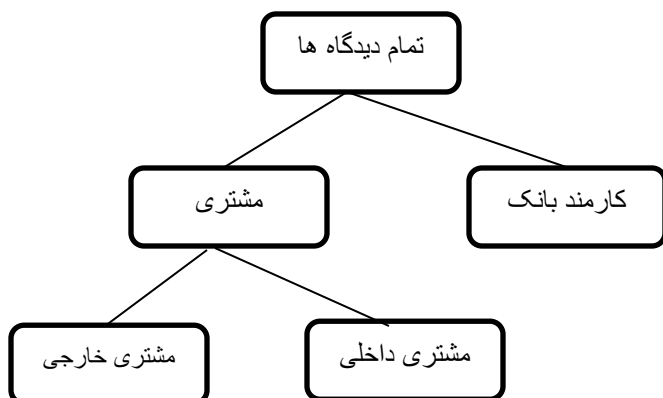 تمام دیدگاه ها
کارمند بانک
مشتری
مشتری داخلی
مشتری خارجی